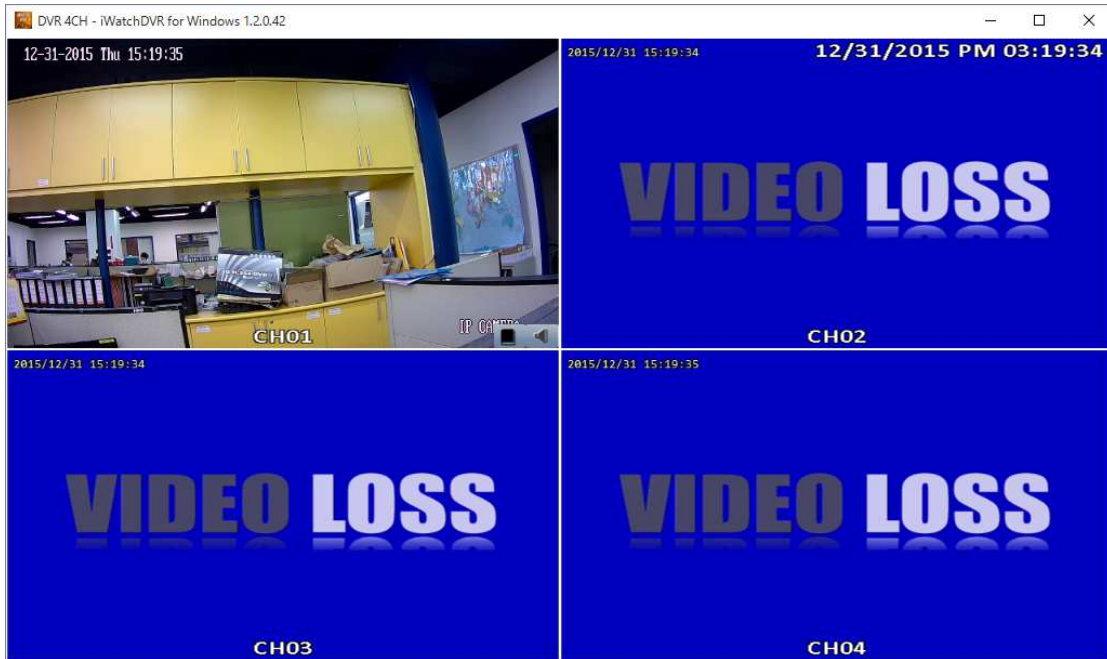 DVR 4CH - iWatchDVR for Windows 1.2.0.42
12-31-2015 Thu 15:19:35
IP CAMERA
CH01
2015/12/31 15:19:34
12/31/2015 PM 03:19:34
VIDEO LOSS
CH02
2015/12/31 15:19:34
VIDEO LOSS
CH03
2015/12/31 15:19:35
VIDEO LOSS
CH04